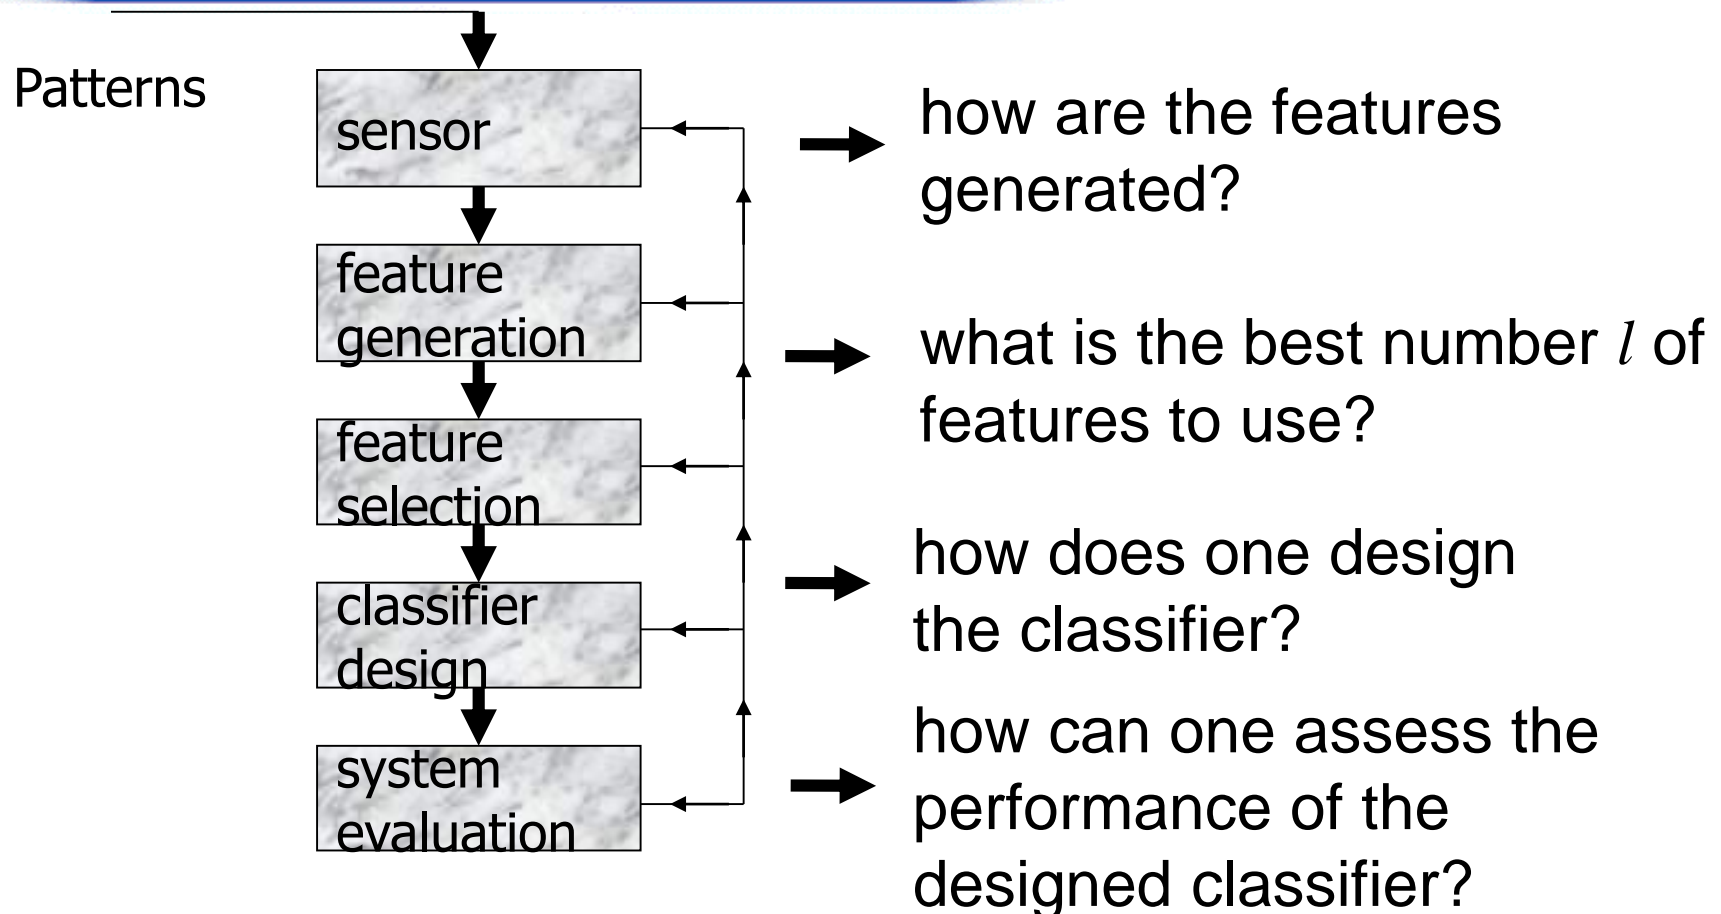 Patterns
sensor
feature
generation
feature
selection
classifier
design
system
evaluation
how are the features
generated?
what is the best number l of
features to use?
how does one design
the classifier?
how can one assess the
performance of the
designed classifier?